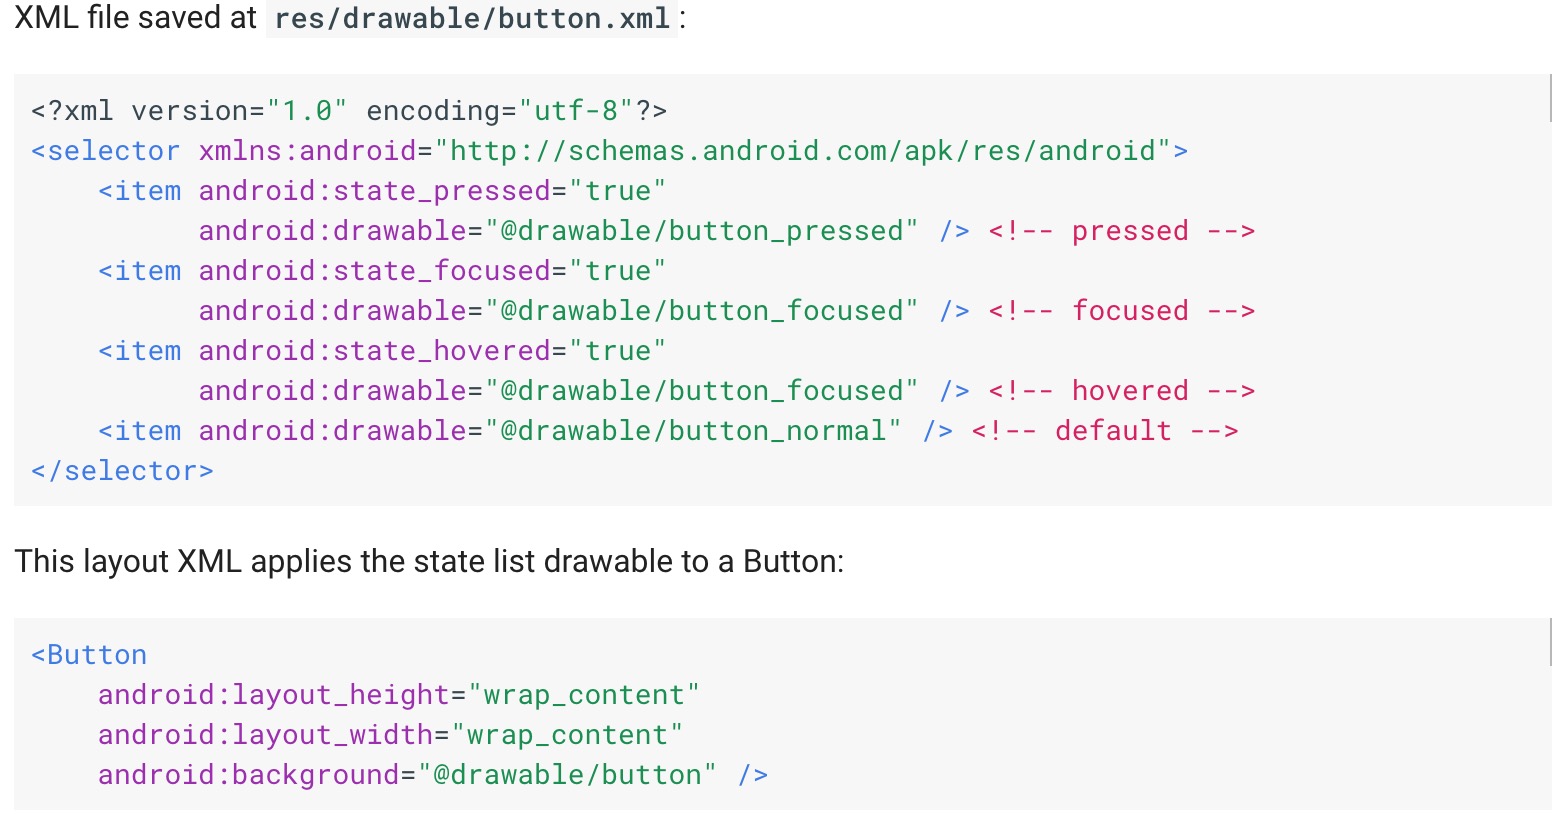 XML file saved at res/drawable/button.xml:
<?xml version="1.0" encoding="utf-8"?>
<selector xmlns:android="http://schemas.android.com/apk/res/android">
    <item android:state_pressed="true"
          android:drawable="@drawable/button_pressed" /> <!-- pressed -->
    <item android:state_focused="true"
          android:drawable="@drawable/button_focused" /> <!-- focused -->
    <item android:state_hovered="true"
          android:drawable="@drawable/button_focused" /> <!-- hovered -->
    <item android:drawable="@drawable/button_normal" /> <!-- default -->
</selector>
This layout XML applies the state list drawable to a Button:
<Button
    android:layout_height="wrap_content"
    android:layout_width="wrap_content"
    android:background="@drawable/button" />